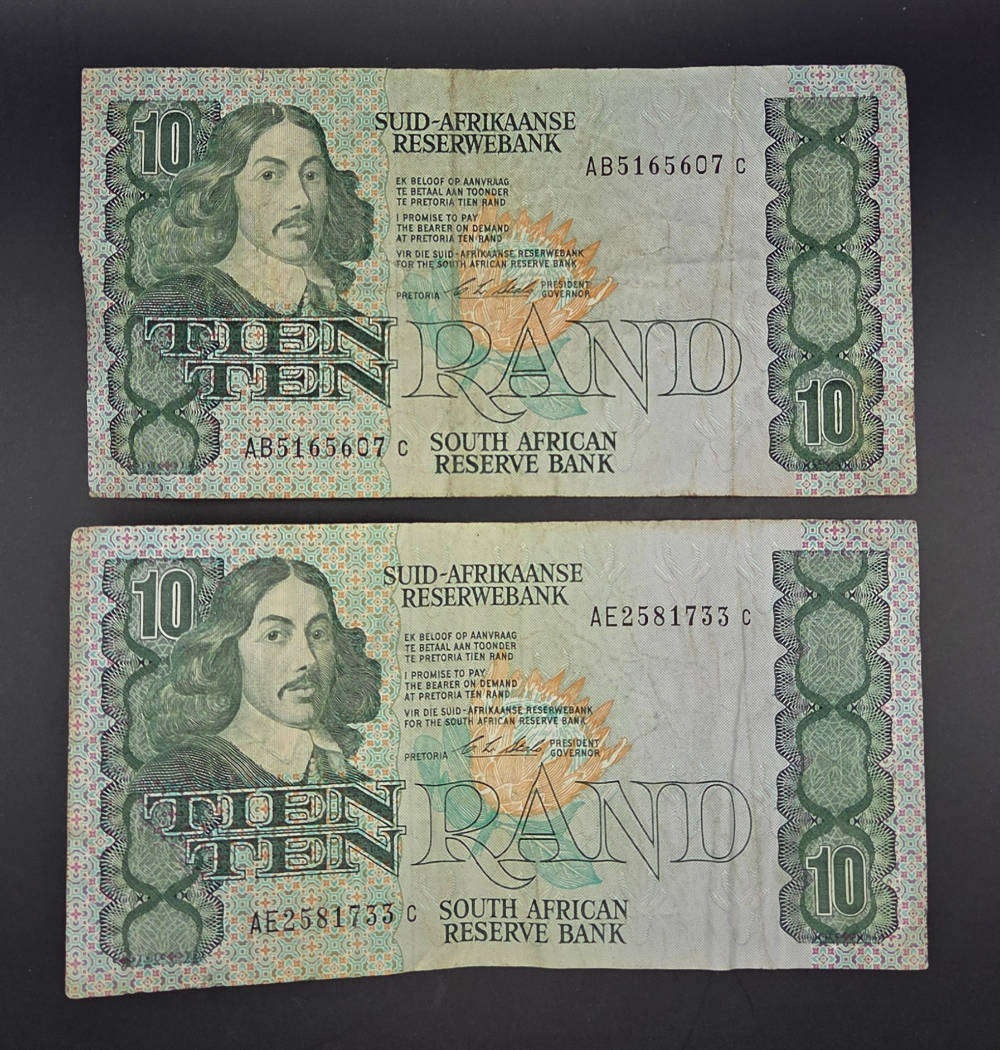 10
SUID-AFRIKAANSE
RESERWEBANK
AB5165607 C
EK BELOOF OP AANVRAAG
TE BETAAL AAN TOONDER
TE PRETORIA TIEN RAND
I PROMISE TO PAY
THE BEARER ON DEMAND
AT PRETORIA TEN RAND
VIR DIE SUID-AFRIKAANSE RESERWEBANK
FOR THE SOUTH AFRICAN RESERVE BANK
PRETORIA
PRESIDENT
GOVERNOR
TIEN
TEN
RAND
10
AB5165607 C
SOUTH AFRICAN
RESERVE BANK
10
SUID-AFRIKAANSE
RESERWEBANK
AE2581733 C
EK BELOOF OP AANVRAAG
TE BETAAL AAN TOONDER
TE PRETORIA TIEN RAND
I PROMISE TO PAY
THE BEARER ON DEMAND
AT PRETORIA TEN RAND
VIR DIE SUID-AFRIKAANSE RESERWEBANK
FOR THE SOUTH AFRICAN RESERVE BANK
PRETORIA
PRESIDENT
GOVERNOR
TIEN
TEN
RAND
10
AE2581733 C
SOUTH AFRICAN
RESERVE BANK